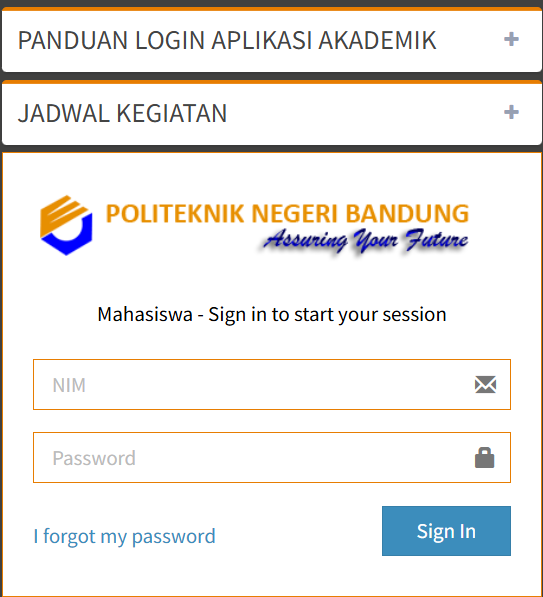 PANDUAN LOGIN APLIKASI AKADEMIK
JADWAL KEGIATAN
POLITEKNIK NEGERI BANDUNG
Assuring Your Future
Mahasiswa - Sign in to start your session
NIM
Password
I forgot my password
Sign In